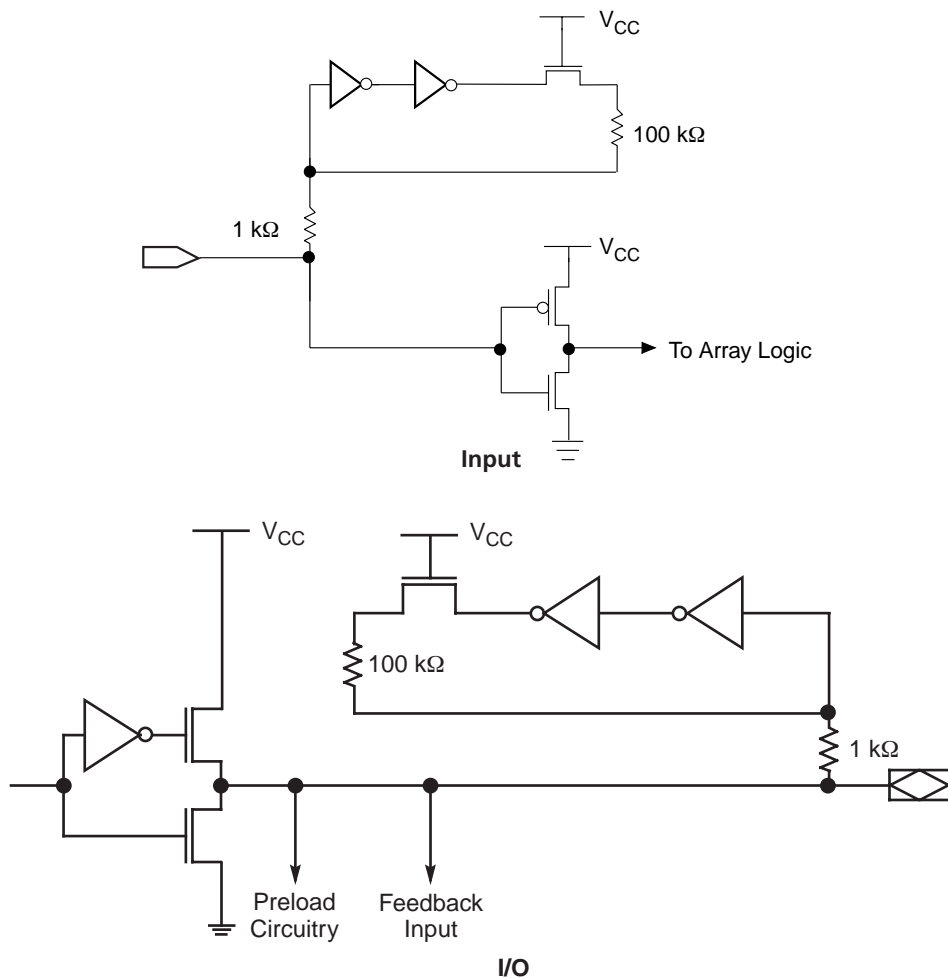 VCC
100 kΩ
1 kΩ
VCC
To Array Logic
Input
VCC
VCC
100 kΩ
1 kΩ
Preload
Circuitry
Feedback
Input
I/O